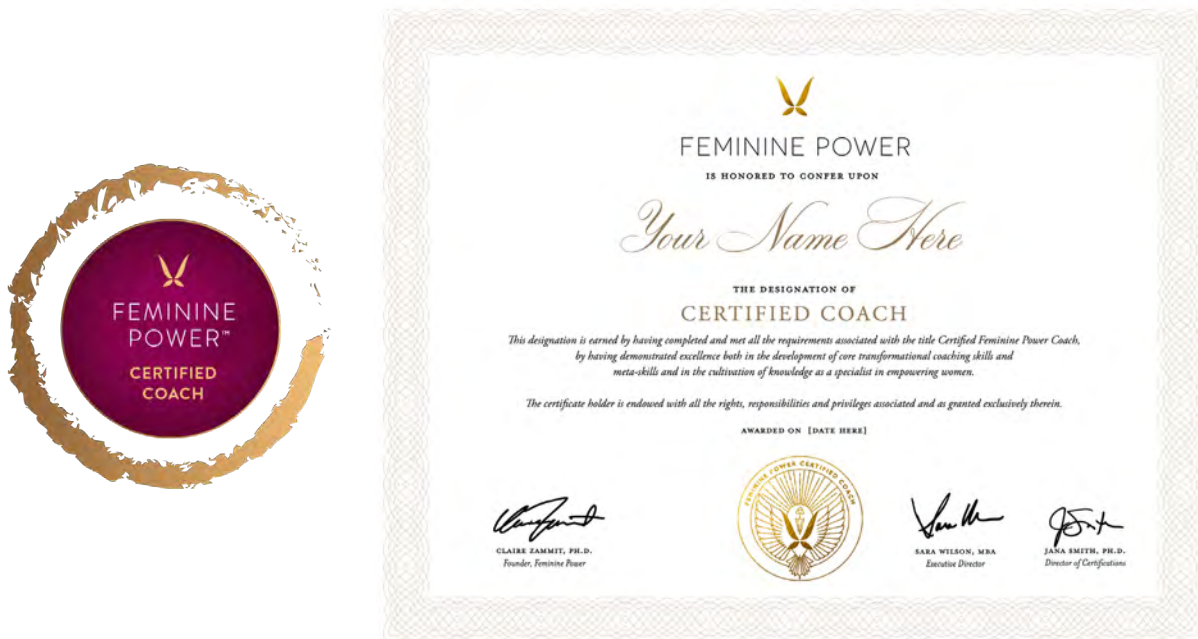 FEMININE
POWER™
CERTIFIED
COACH
FEMININE POWER
IS HONORED TO CONFER UPON
Your Name Here
THE DESIGNATION OF
CERTIFIED COACH
This designation is earned by having completed and met all the requirements associated with the title Certified Feminine Power Coach,
by having demonstrated excellence both in the development of core transformational coaching skills and
meta-skills and in the cultivation of knowledge as a specialist in empowering women.
The certificate holder is endowed with all the rights, responsibilities and privileges associated and as granted exclusively therein.
AWARDED ON [DATE HERE]
FEMININE POWER CERTIFIED COACH
CLAIRE ZAMMIT, PH.D.
Founder, Feminine Power
SARA WILSON, MBA
Executive Director
JANA SMITH, PH.D.
Director of Certifications